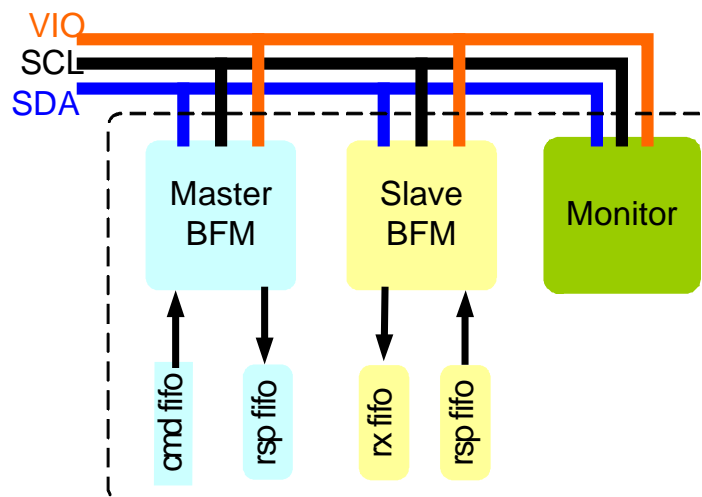 VIO
SCL
SDA
Master
BFM
Slave
BFM
Monitor
cmd fifo
rsp fifo
rx fifo
rsp fifo